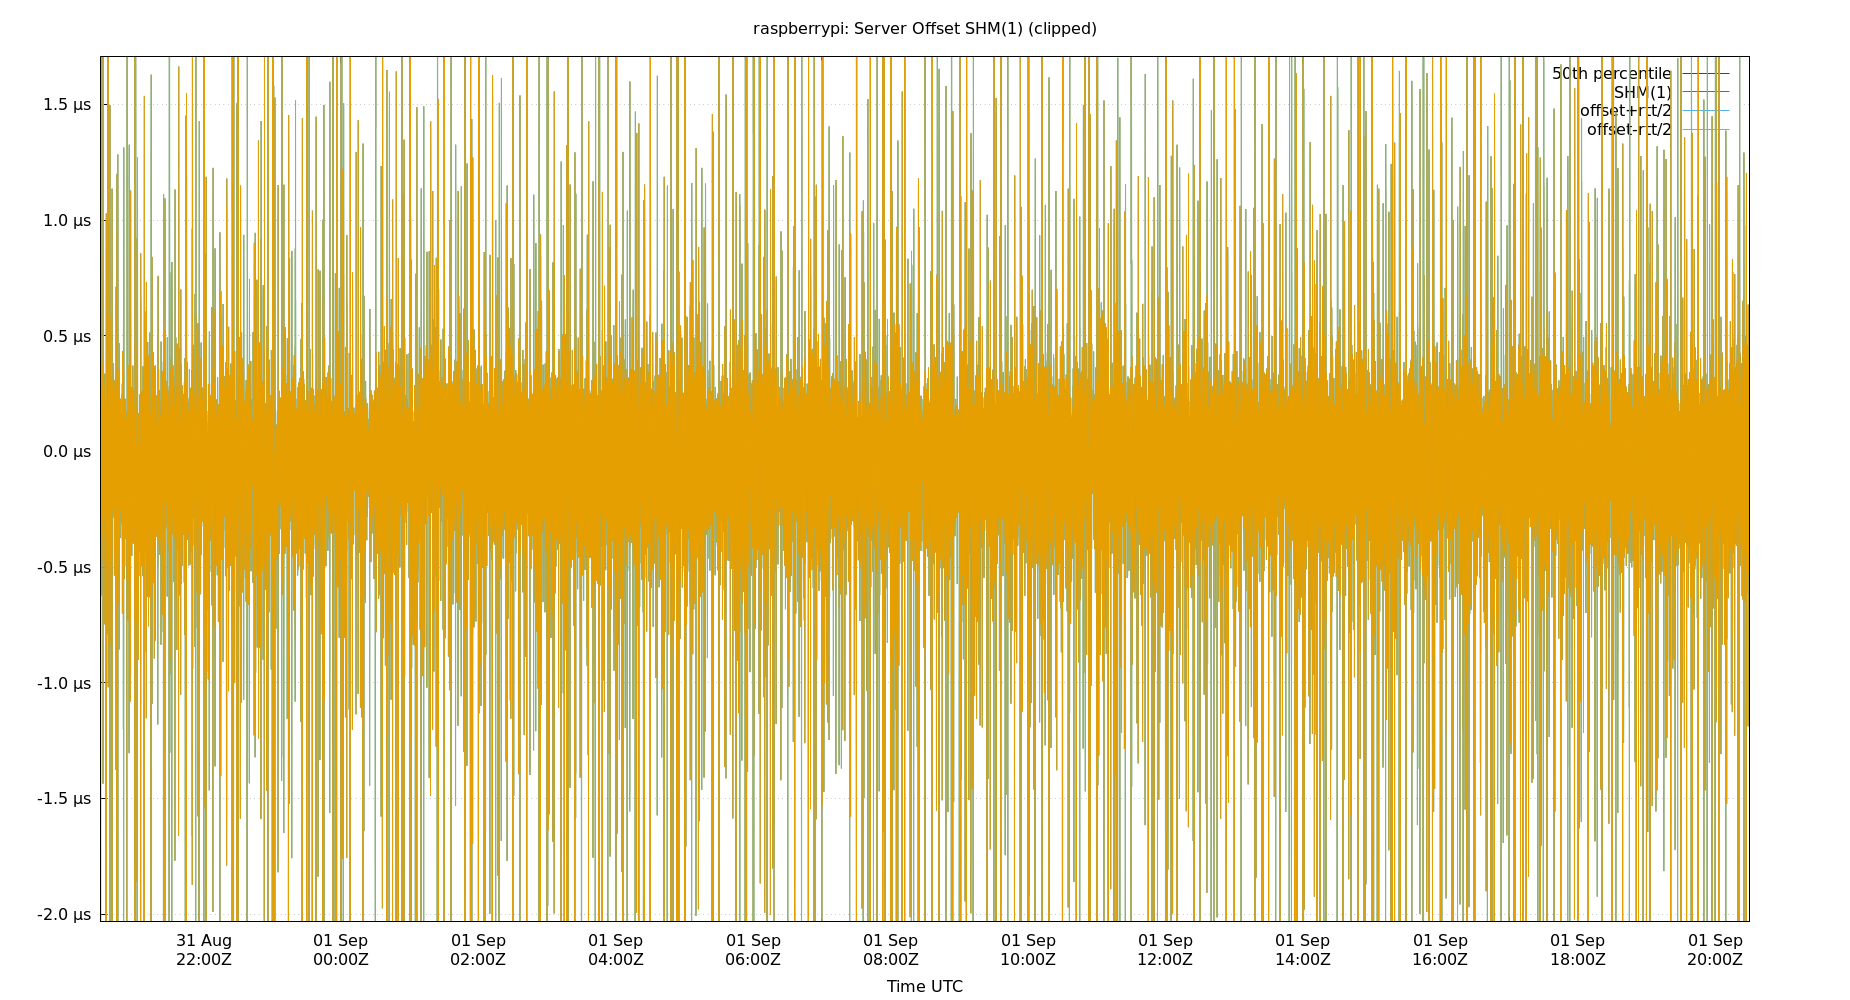 raspberrypi: Server Offset SHM(1) (clipped)
50th percentile
SHM(1)
offset+rtt/2
offset-rtt/2
1.5 µs
1.0 µs
0.5 µs
0.0 µs
-0.5 µs
-1.0 µs
-1.5 µs
-2.0 µs
31 Aug 01 Sep 01 Sep 01 Sep 01 Sep 01 Sep 01 Sep 01 Sep 01 Sep 01 Sep 01 Sep 01 Sep
22:00Z 00:00Z 02:00Z 04:00Z 06:00Z 08:00Z 10:00Z 12:00Z 14:00Z 16:00Z 18:00Z 20:00Z
Time UTC